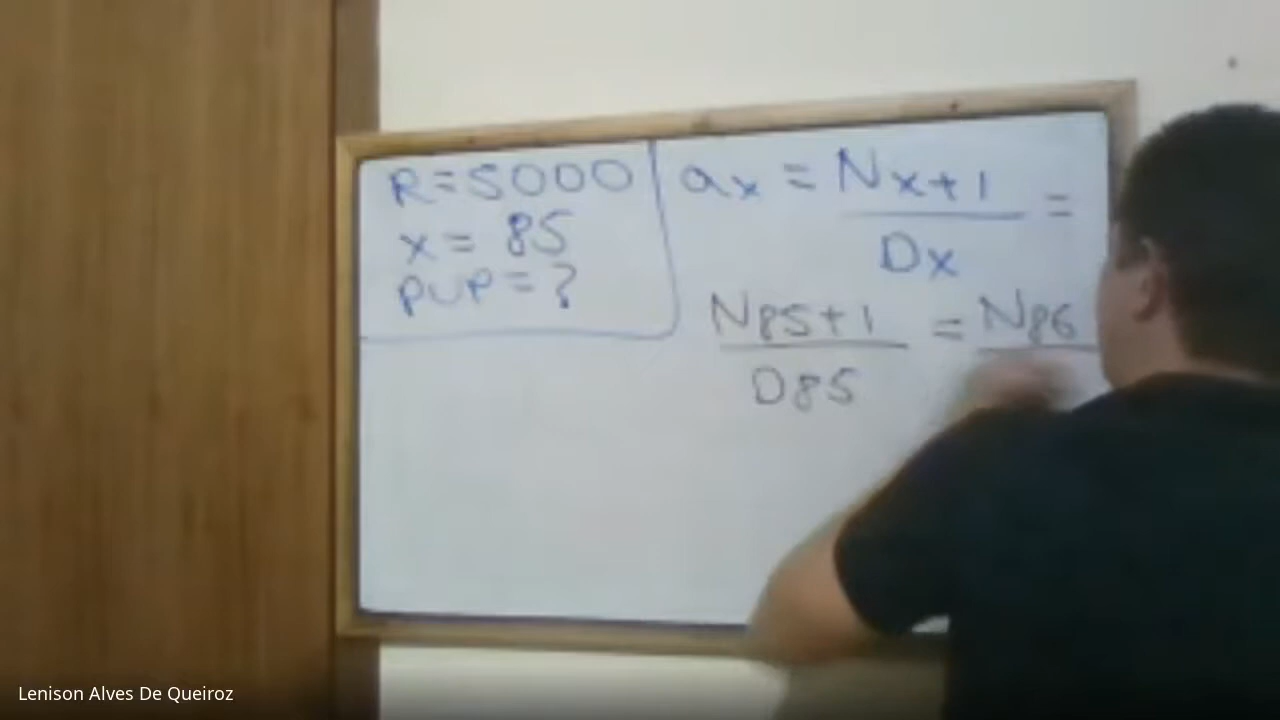 R=5000
x= 85
PUP=?
ax = Nx+1 / Dx =
N85+1 / D85 = N86
Lenison Alves De Queiroz